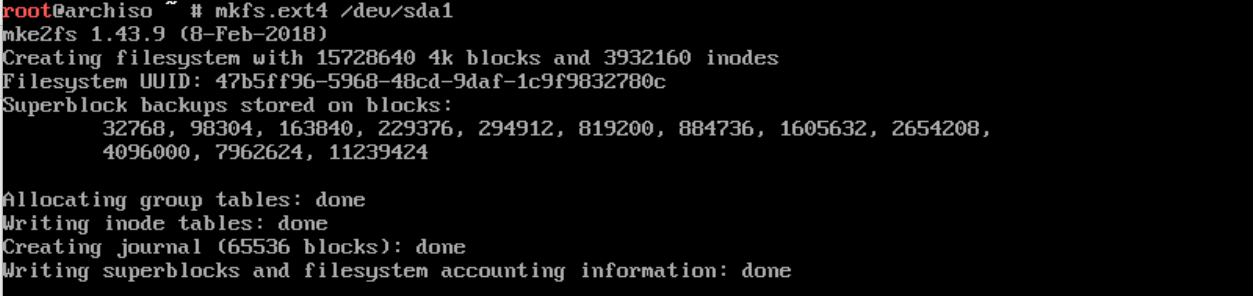 root@archiso ~ # mkfs.ext4 /dev/sda1
mke2fs 1.43.9 (8-Feb-2018)
Creating filesystem with 15728640 4k blocks and 3932160 inodes
Filesystem UUID: 47b5ff96-5968-48cd-9daf-1c9f9832780c
Superblock backups stored on blocks:
32768, 98304, 163840, 229376, 294912, 819200, 884736, 1605632, 2654208,
4096000, 7962624, 11239424
Allocating group tables: done
Writing inode tables: done
Creating journal (65536 blocks): done
Writing superblocks and filesystem accounting information: done